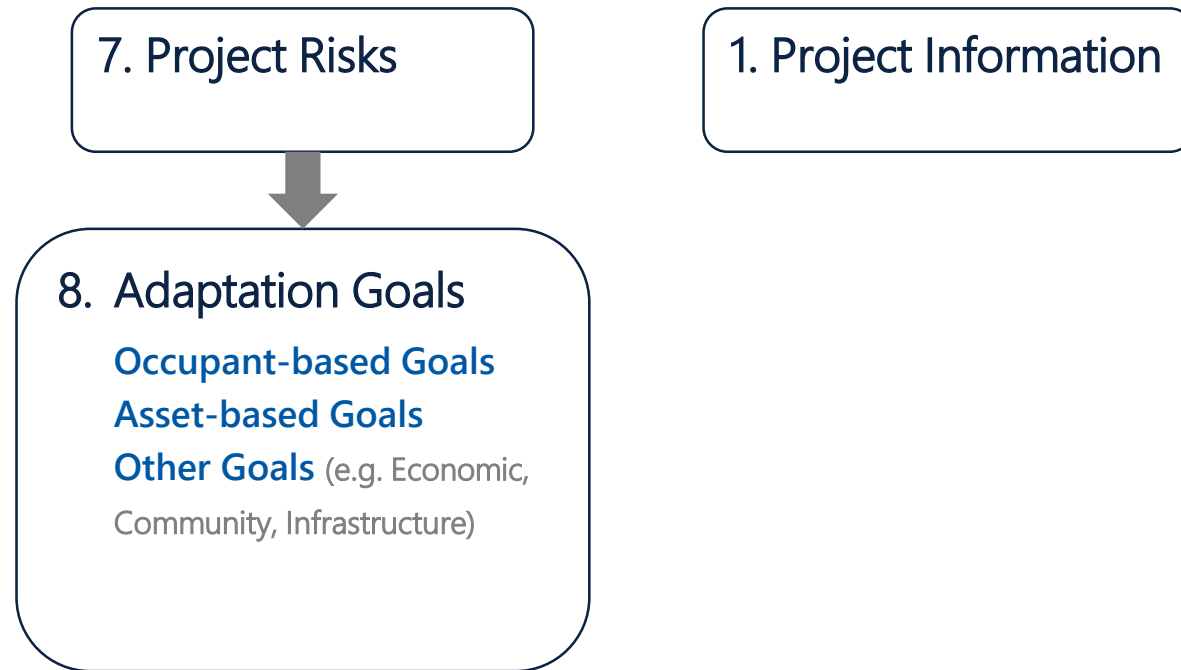 7. Project Risks
1. Project Information
8. Adaptation Goals
Occupant-based Goals
Asset-based Goals
Other Goals (e.g. Economic,
Community, Infrastructure)